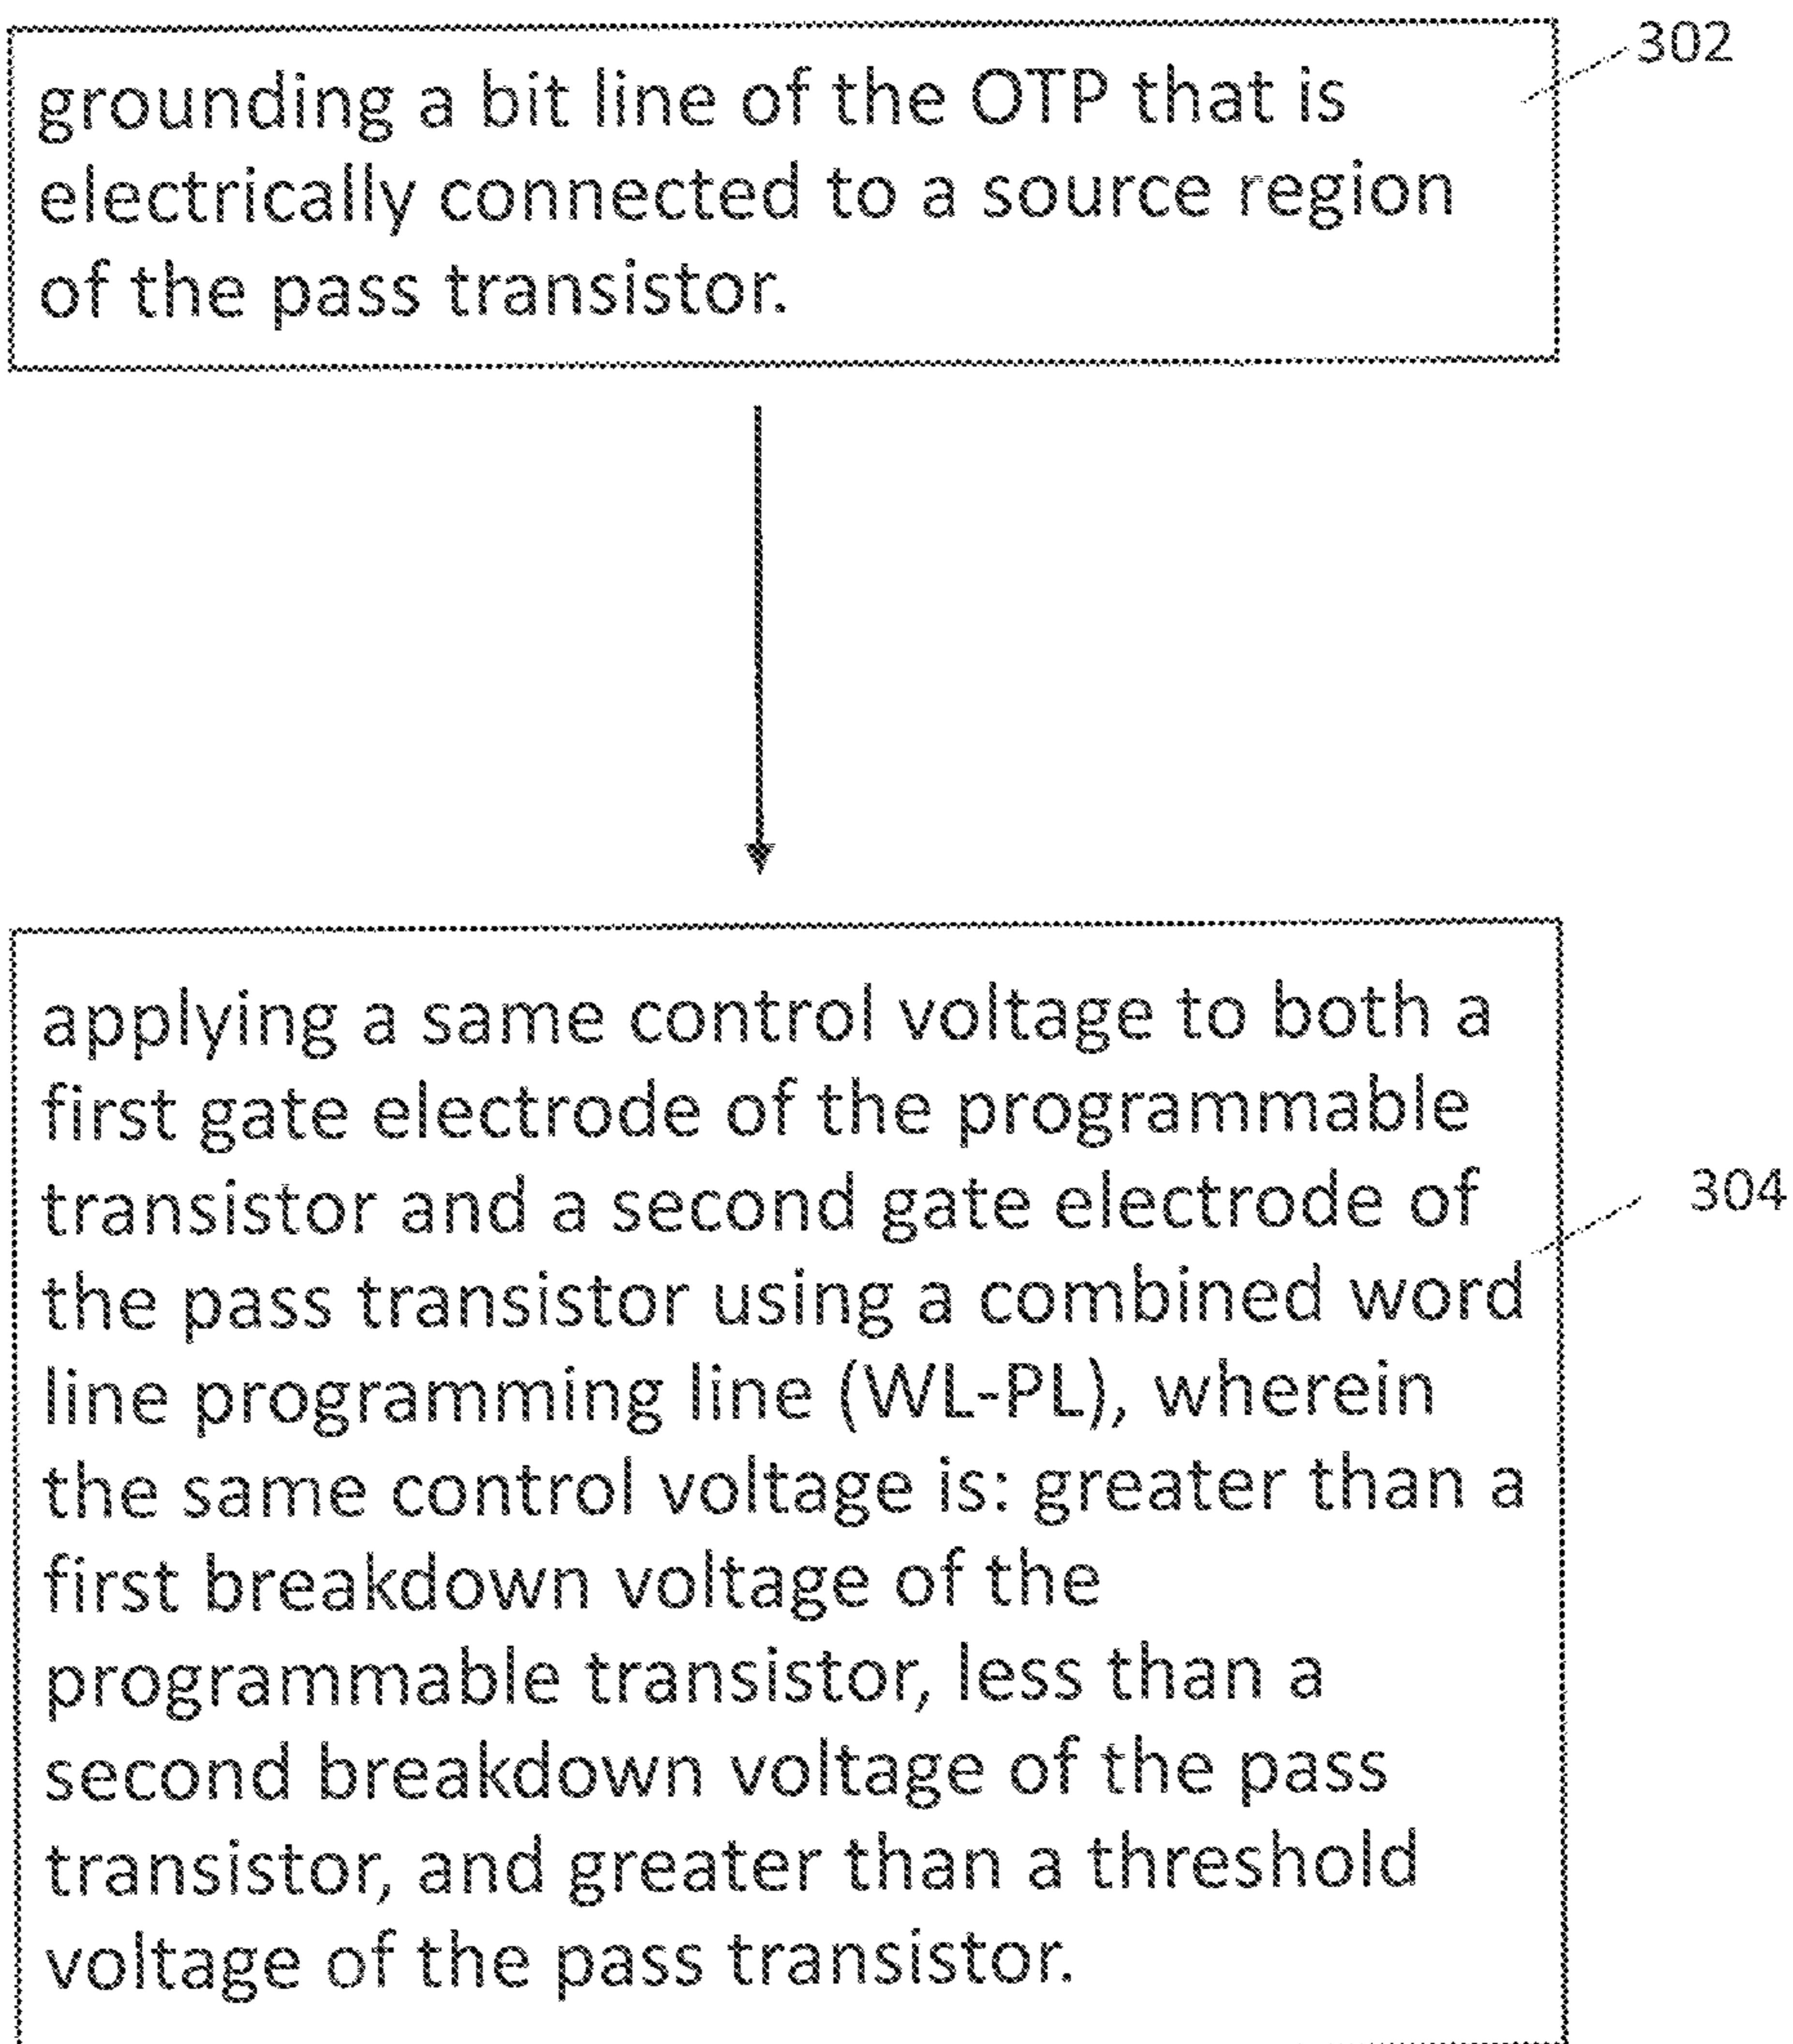 302
grounding a bit line of the OTP that is
electrically connected to a source region
of the pass transistor.
applying a same control voltage to both a
first gate electrode of the programmable
transistor and a second gate electrode of
304
the pass transistor using a combined word
line programming line (WL-PL), wherein
the same control voltage is: greater than a
first breakdown voltage of the
programmable transistor, less than a
second breakdown voltage of the pass
transistor, and greater than a threshold
voltage of the pass transistor.